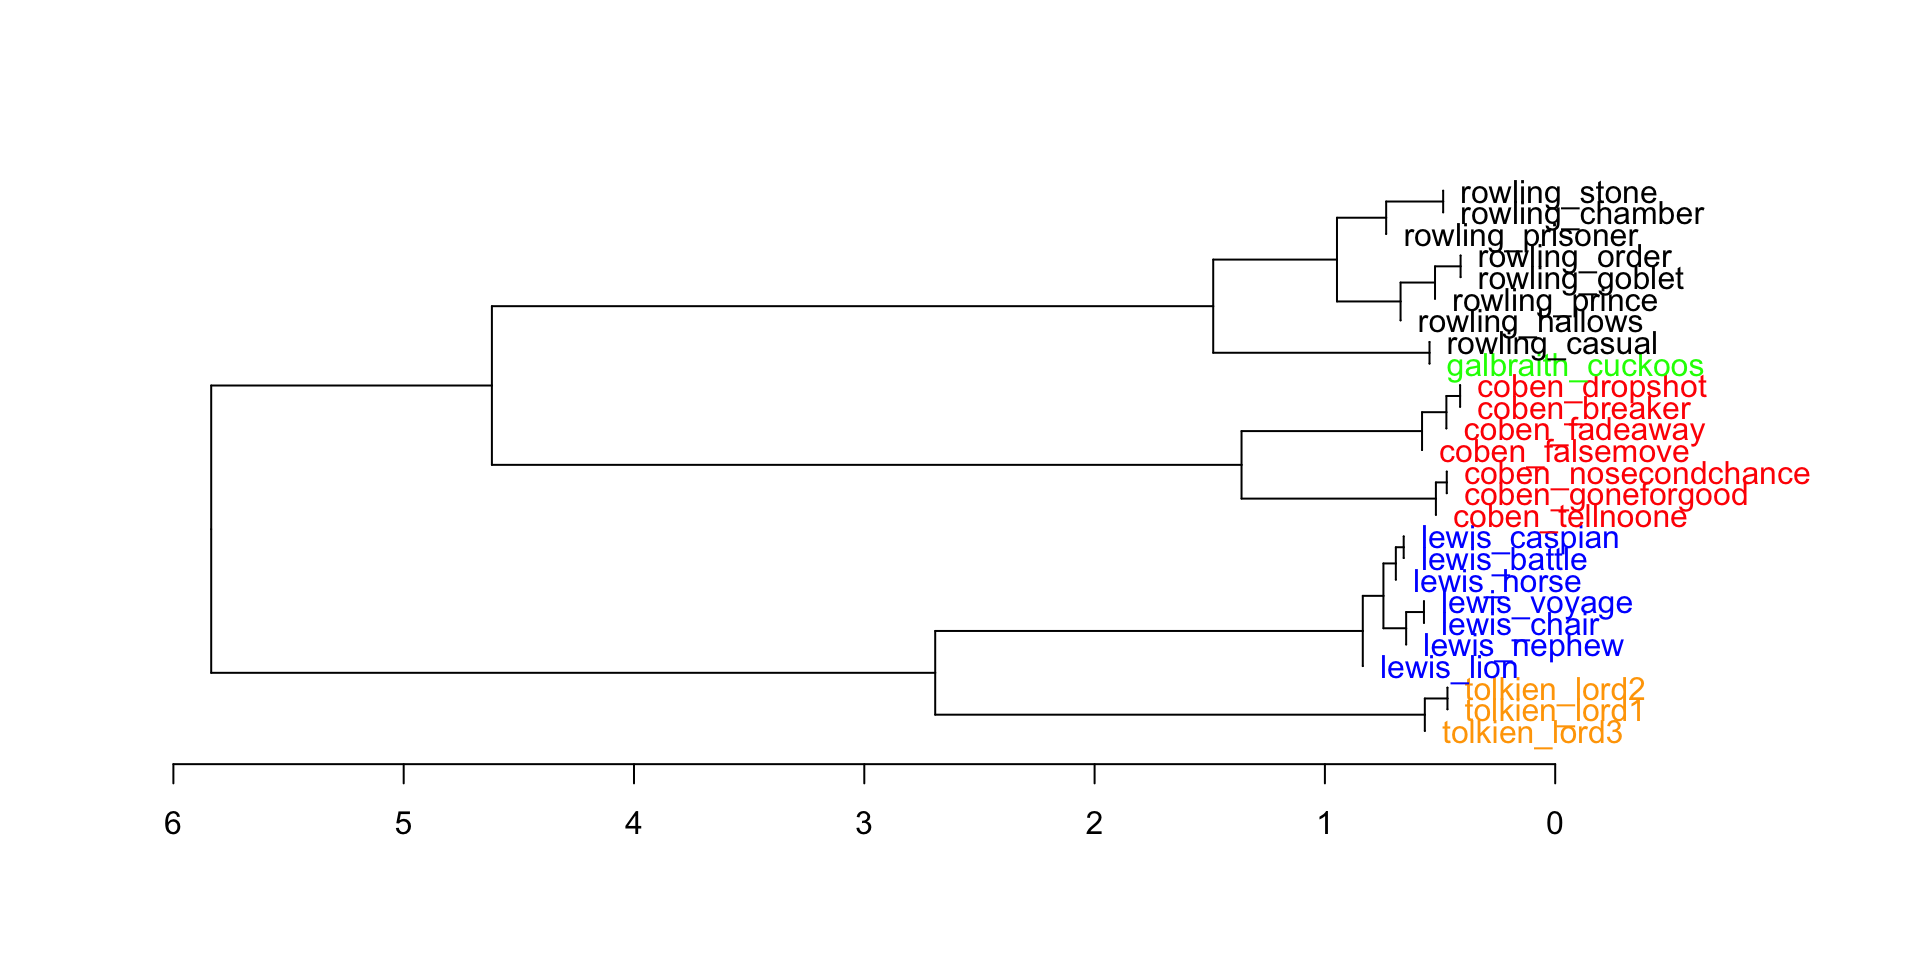 rowling_stone
rowling_chamber
rowling_prisoner
rowling_order
rowling_goblet
rowling_prince
rowling_hallows
rowling_casual
galbraith_cuckoos
coben_dropshot
coben_breaker
coben_fadeaway
coben_falsemove
coben_nosecondchance
coben_goneforgood
coben_tellnoone
lewis_caspian
lewis_battle
lewis_horse
lewis_voyage
lewis_chair
lewis_nephew
lewis_lion
tolkien_lord2
tolkien_lord1
tolkien_lord3
6 5 4 3 2 1 0